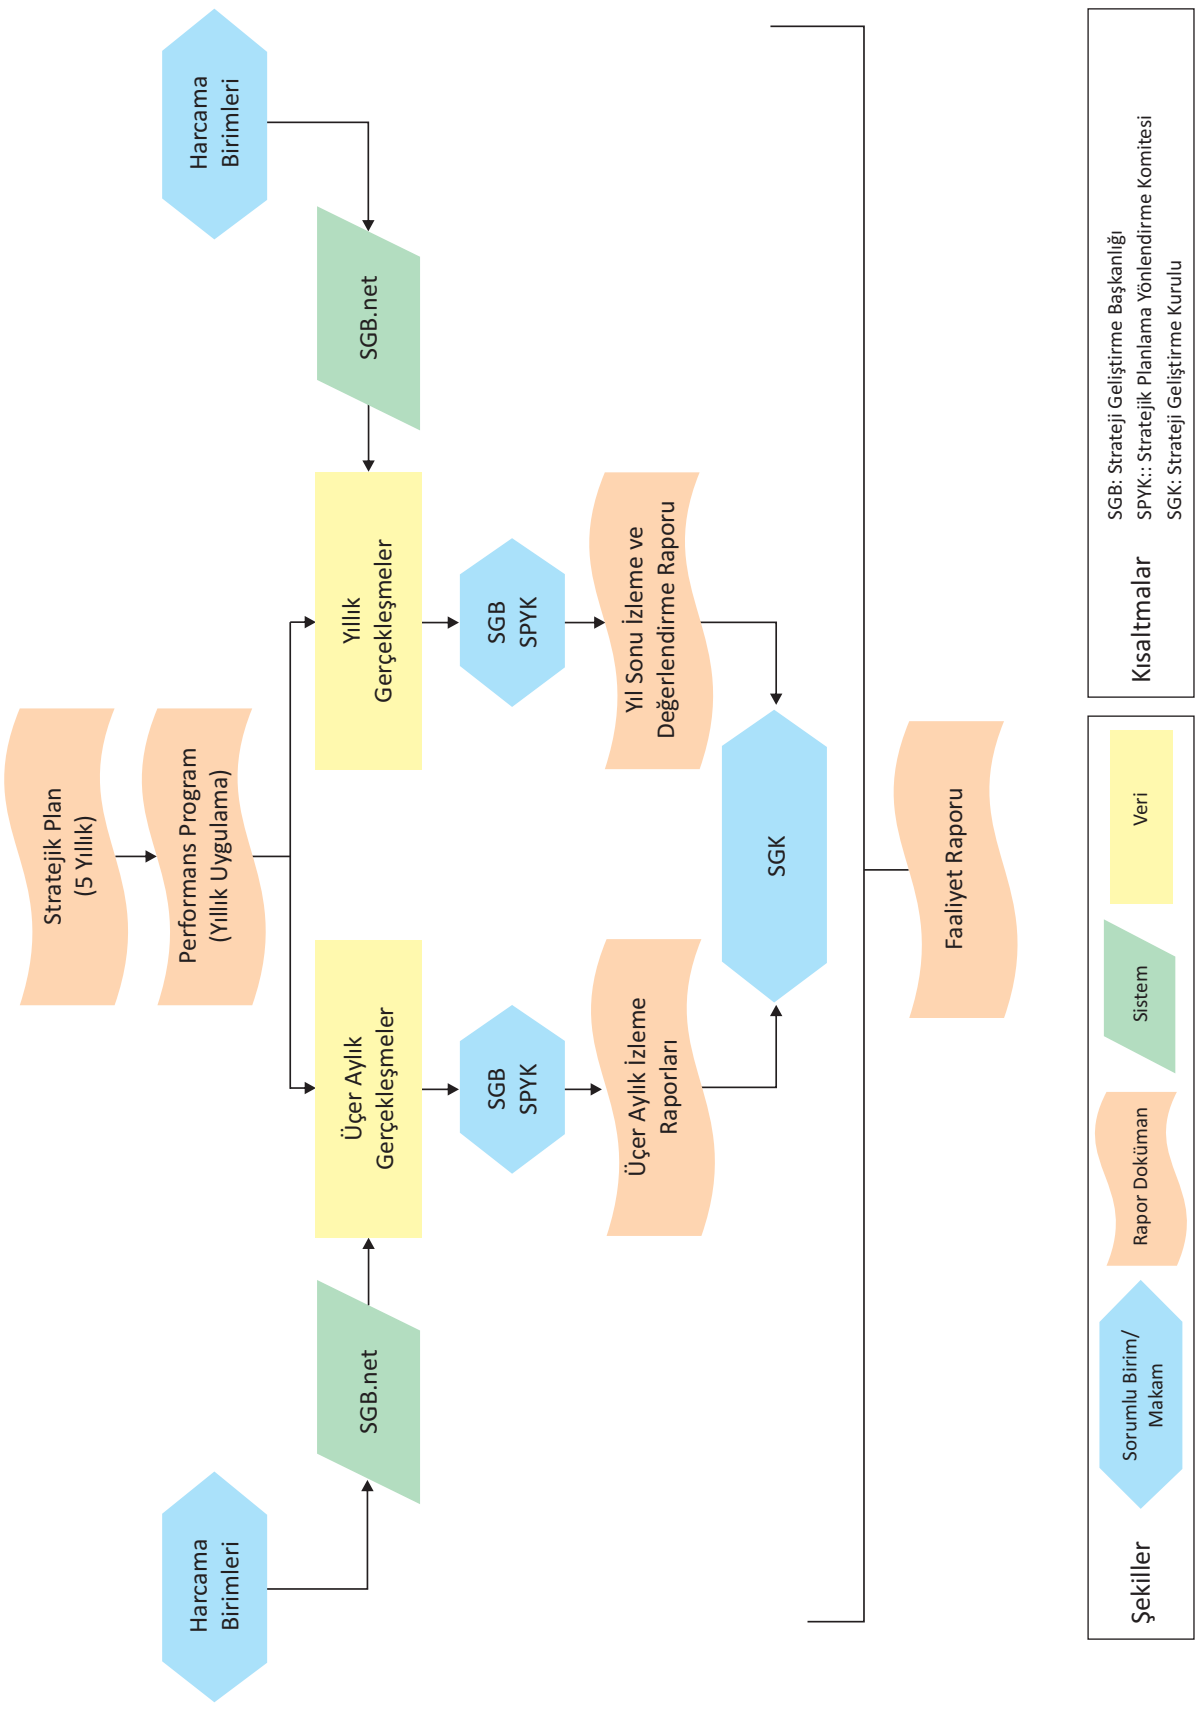 Stratejik Plan
(5 Yıllık)
Performans Program
(Yıllık Uygulama)
Harcama
Birimleri
SGB.net
Üçer Aylık
Gerçekleşmeler
Yıllık
Gerçekleşmeler
SGB.net
Harcama
Birimleri
SGB
SPYK
SGB
SPYK
Üçer Aylık İzleme
Raporları
Yıl Sonu İzleme ve
Değerlendirme Raporu
SGK
Faaliyet Raporu
Şekiller
Sorumlu Birim/
Makam
Rapor Doküman
Sistem
Veri
Kısaltmalar
SGB: Strateji Geliştirme Başkanlığı
SPYK:: Stratejik Planlama Yönlendirme Komitesi
SGK: Strateji Geliştirme Kurulu